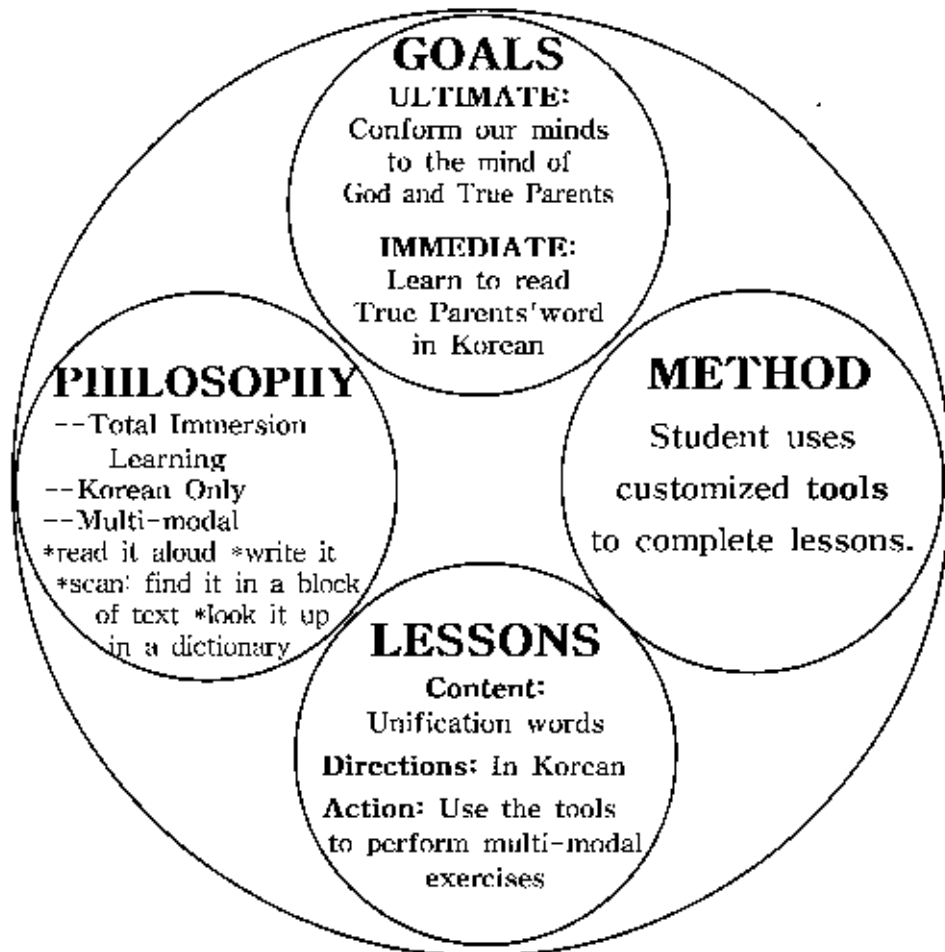 GOALS
ULTIMATE:
Conform our minds
to the mind of
God and True Parents
IMMEDIATE:
Learn to read
True Parents' word
in Korean
PHILOSOPHY
--Total Immersion
Learning
--Korean Only
--Multi-modal
*read it aloud *write it
*scan: find it in a block
of text *look it up
in a dictionary
METHOD
Student uses
customized tools
to complete lessons.
LESSONS
Content:
Unification words
Directions: In Korean
Action: Use the tools
to perform multi-modal
exercises